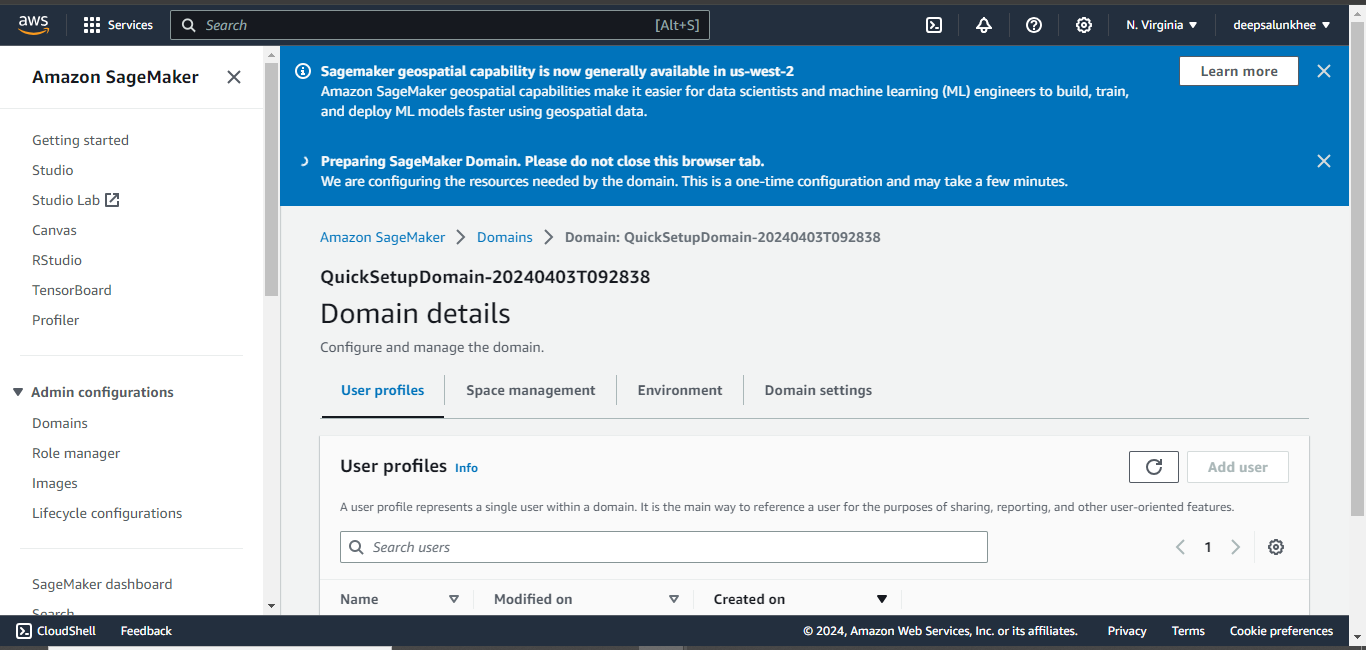 aws
Services
Search
[Alt+S]
N. Virginia
deepsalunkhee
Amazon SageMaker
Getting started
Studio
Studio Lab
Canvas
RStudio
TensorBoard
Profiler
Admin configurations
Domains
Role manager
Images
Lifecycle configurations
SageMaker dashboard
Search
Sagemaker geospatial capability is now generally available in us-west-2
Amazon SageMaker geospatial capabilities make it easier for data scientists and machine learning (ML) engineers to build, train,
and deploy ML models faster using geospatial data.
Learn more
Preparing SageMaker Domain. Please do not close this browser tab.
We are configuring the resources needed by the domain. This is a one-time configuration and may take a few minutes.
Amazon SageMaker
Domains
Domain: QuickSetupDomain-20240403T092838
QuickSetupDomain-20240403T092838
Domain details
Configure and manage the domain.
User profiles
Space management
Environment
Domain settings
User profiles Info
Add user
A user profile represents a single user within a domain. It is the main way to reference a user for the purposes of sharing, reporting, and other user-oriented features.
Search users
1
Name
Modified on
Created on
CloudShell
Feedback
© 2024, Amazon Web Services, Inc. or its affiliates.
Privacy
Terms
Cookie preferences